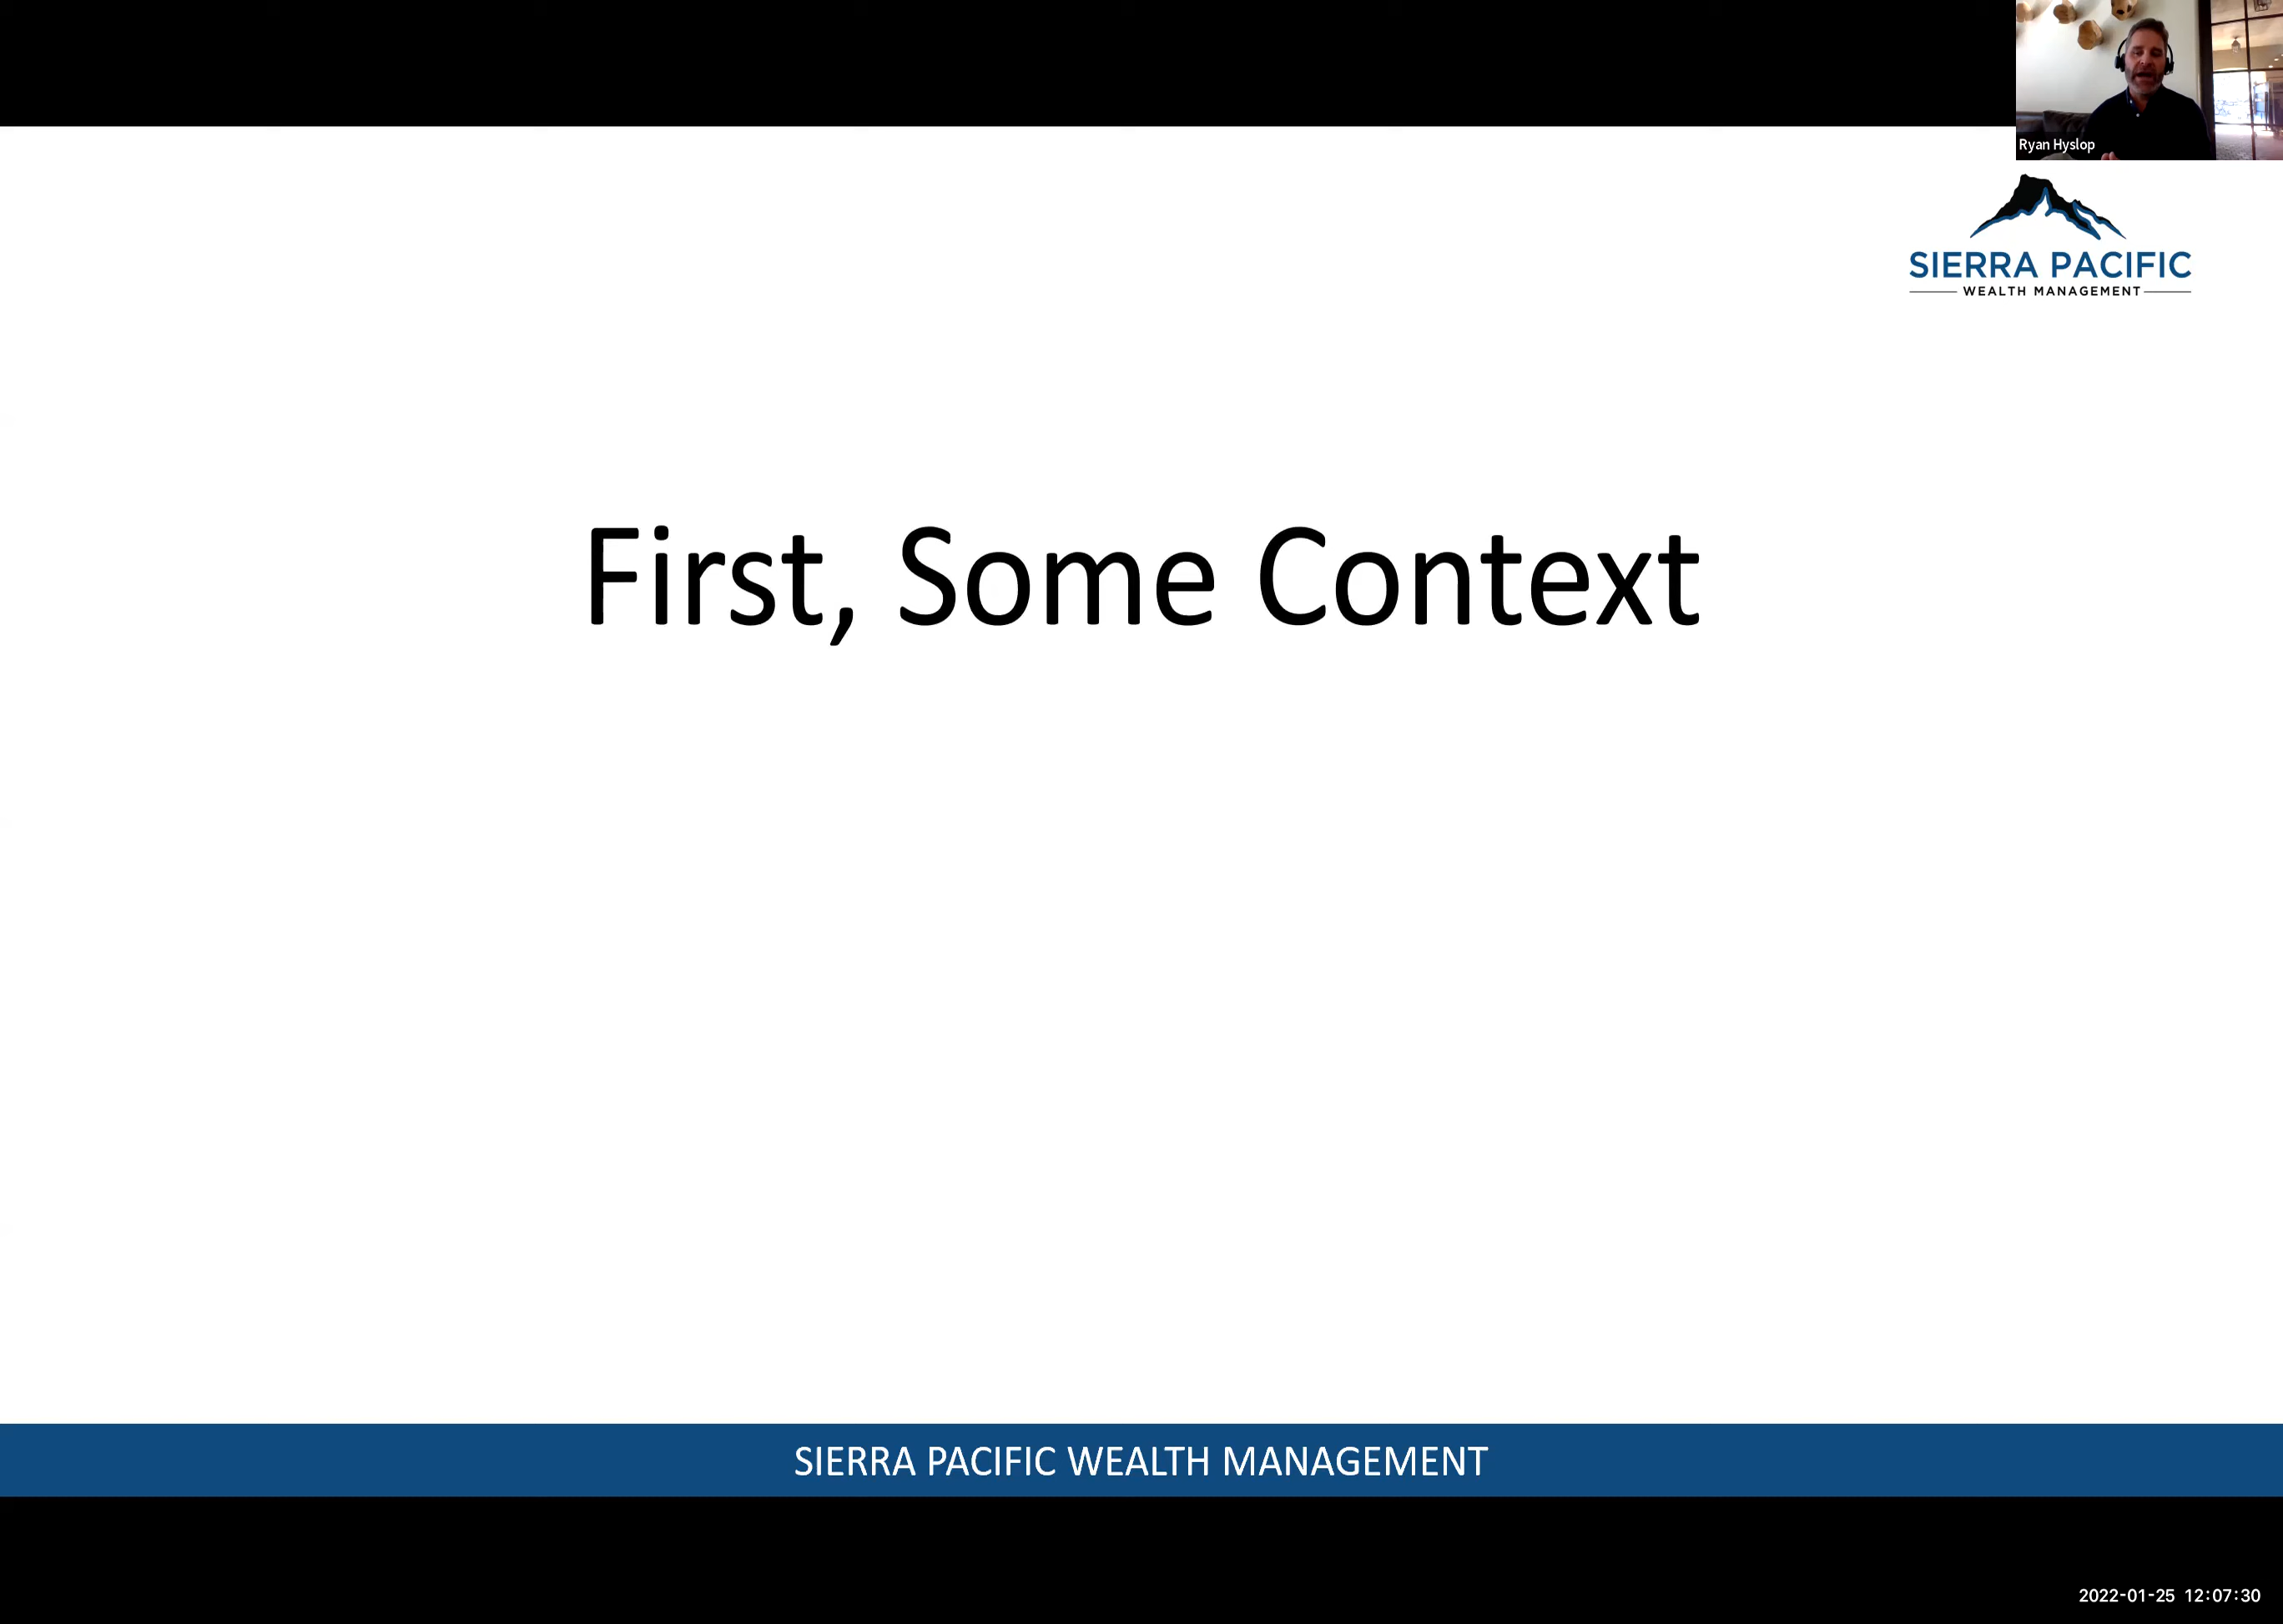 Ryan Hyslop
SIERRA PACIFIC
WEALTH MANAGEMENT
First, Some Context
SIERRA PACIFIC WEALTH MANAGEMENT
2022-01-25 12:07:30